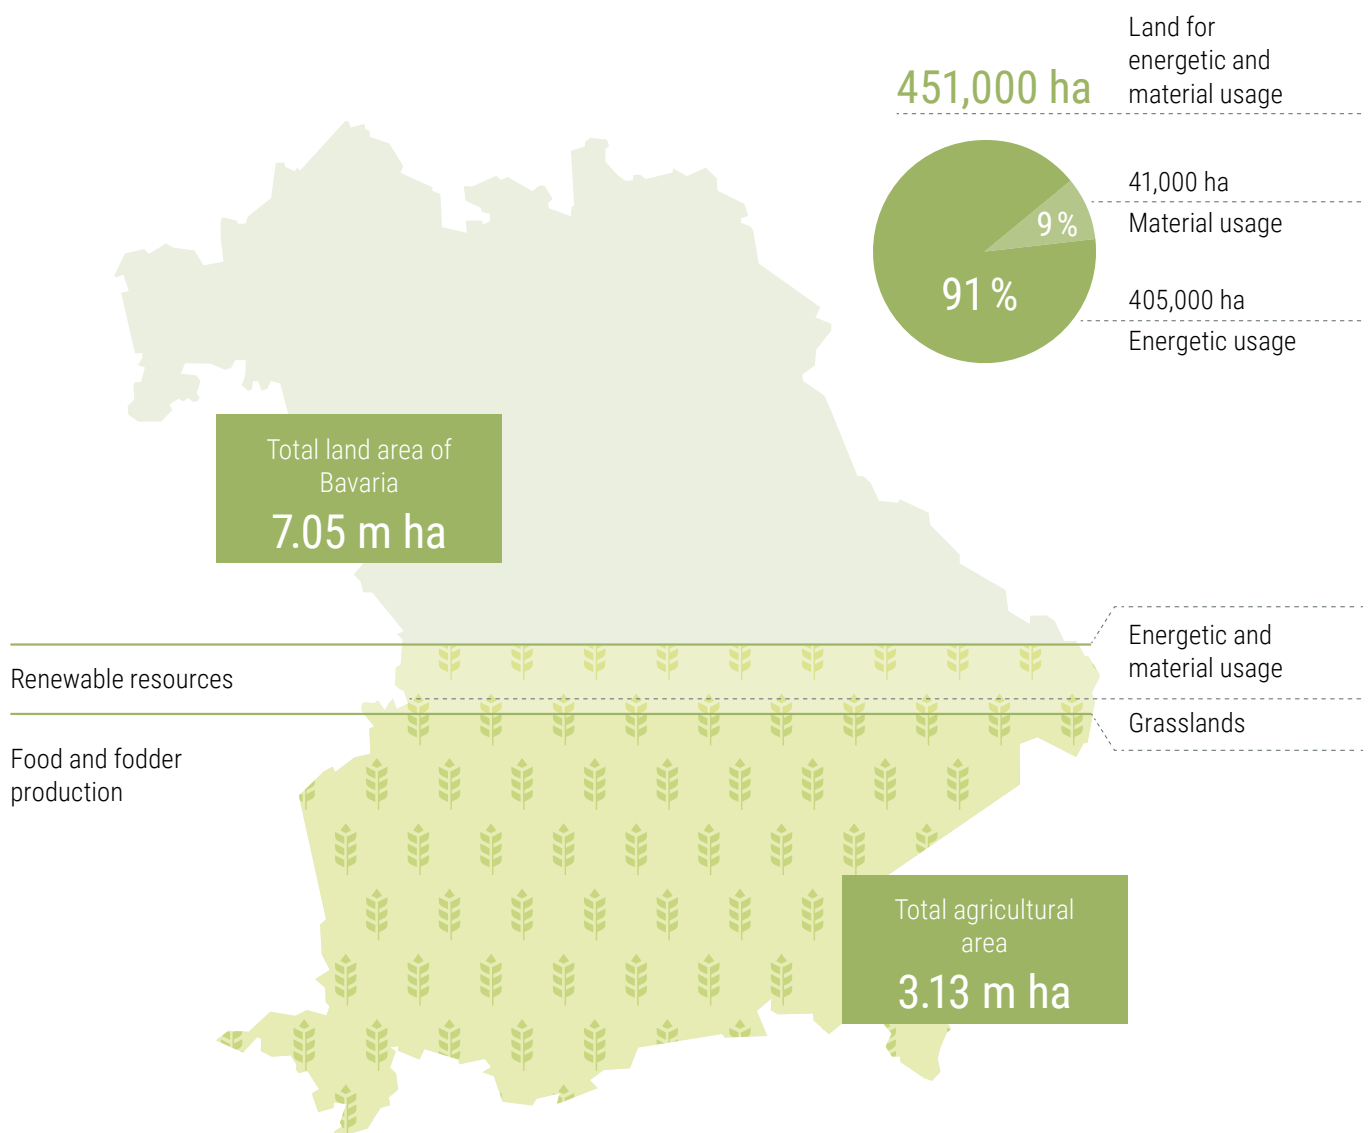 Land for
energetic and
material usage
451,000 ha
41,000 ha
Material usage
9 %
91 %
405,000 ha
Energetic usage
Total land area of
Bavaria
7.05 m ha
Energetic and
material usage
Renewable resources
Grasslands
Food and fodder
production
Total agricultural
area
3.13 m ha